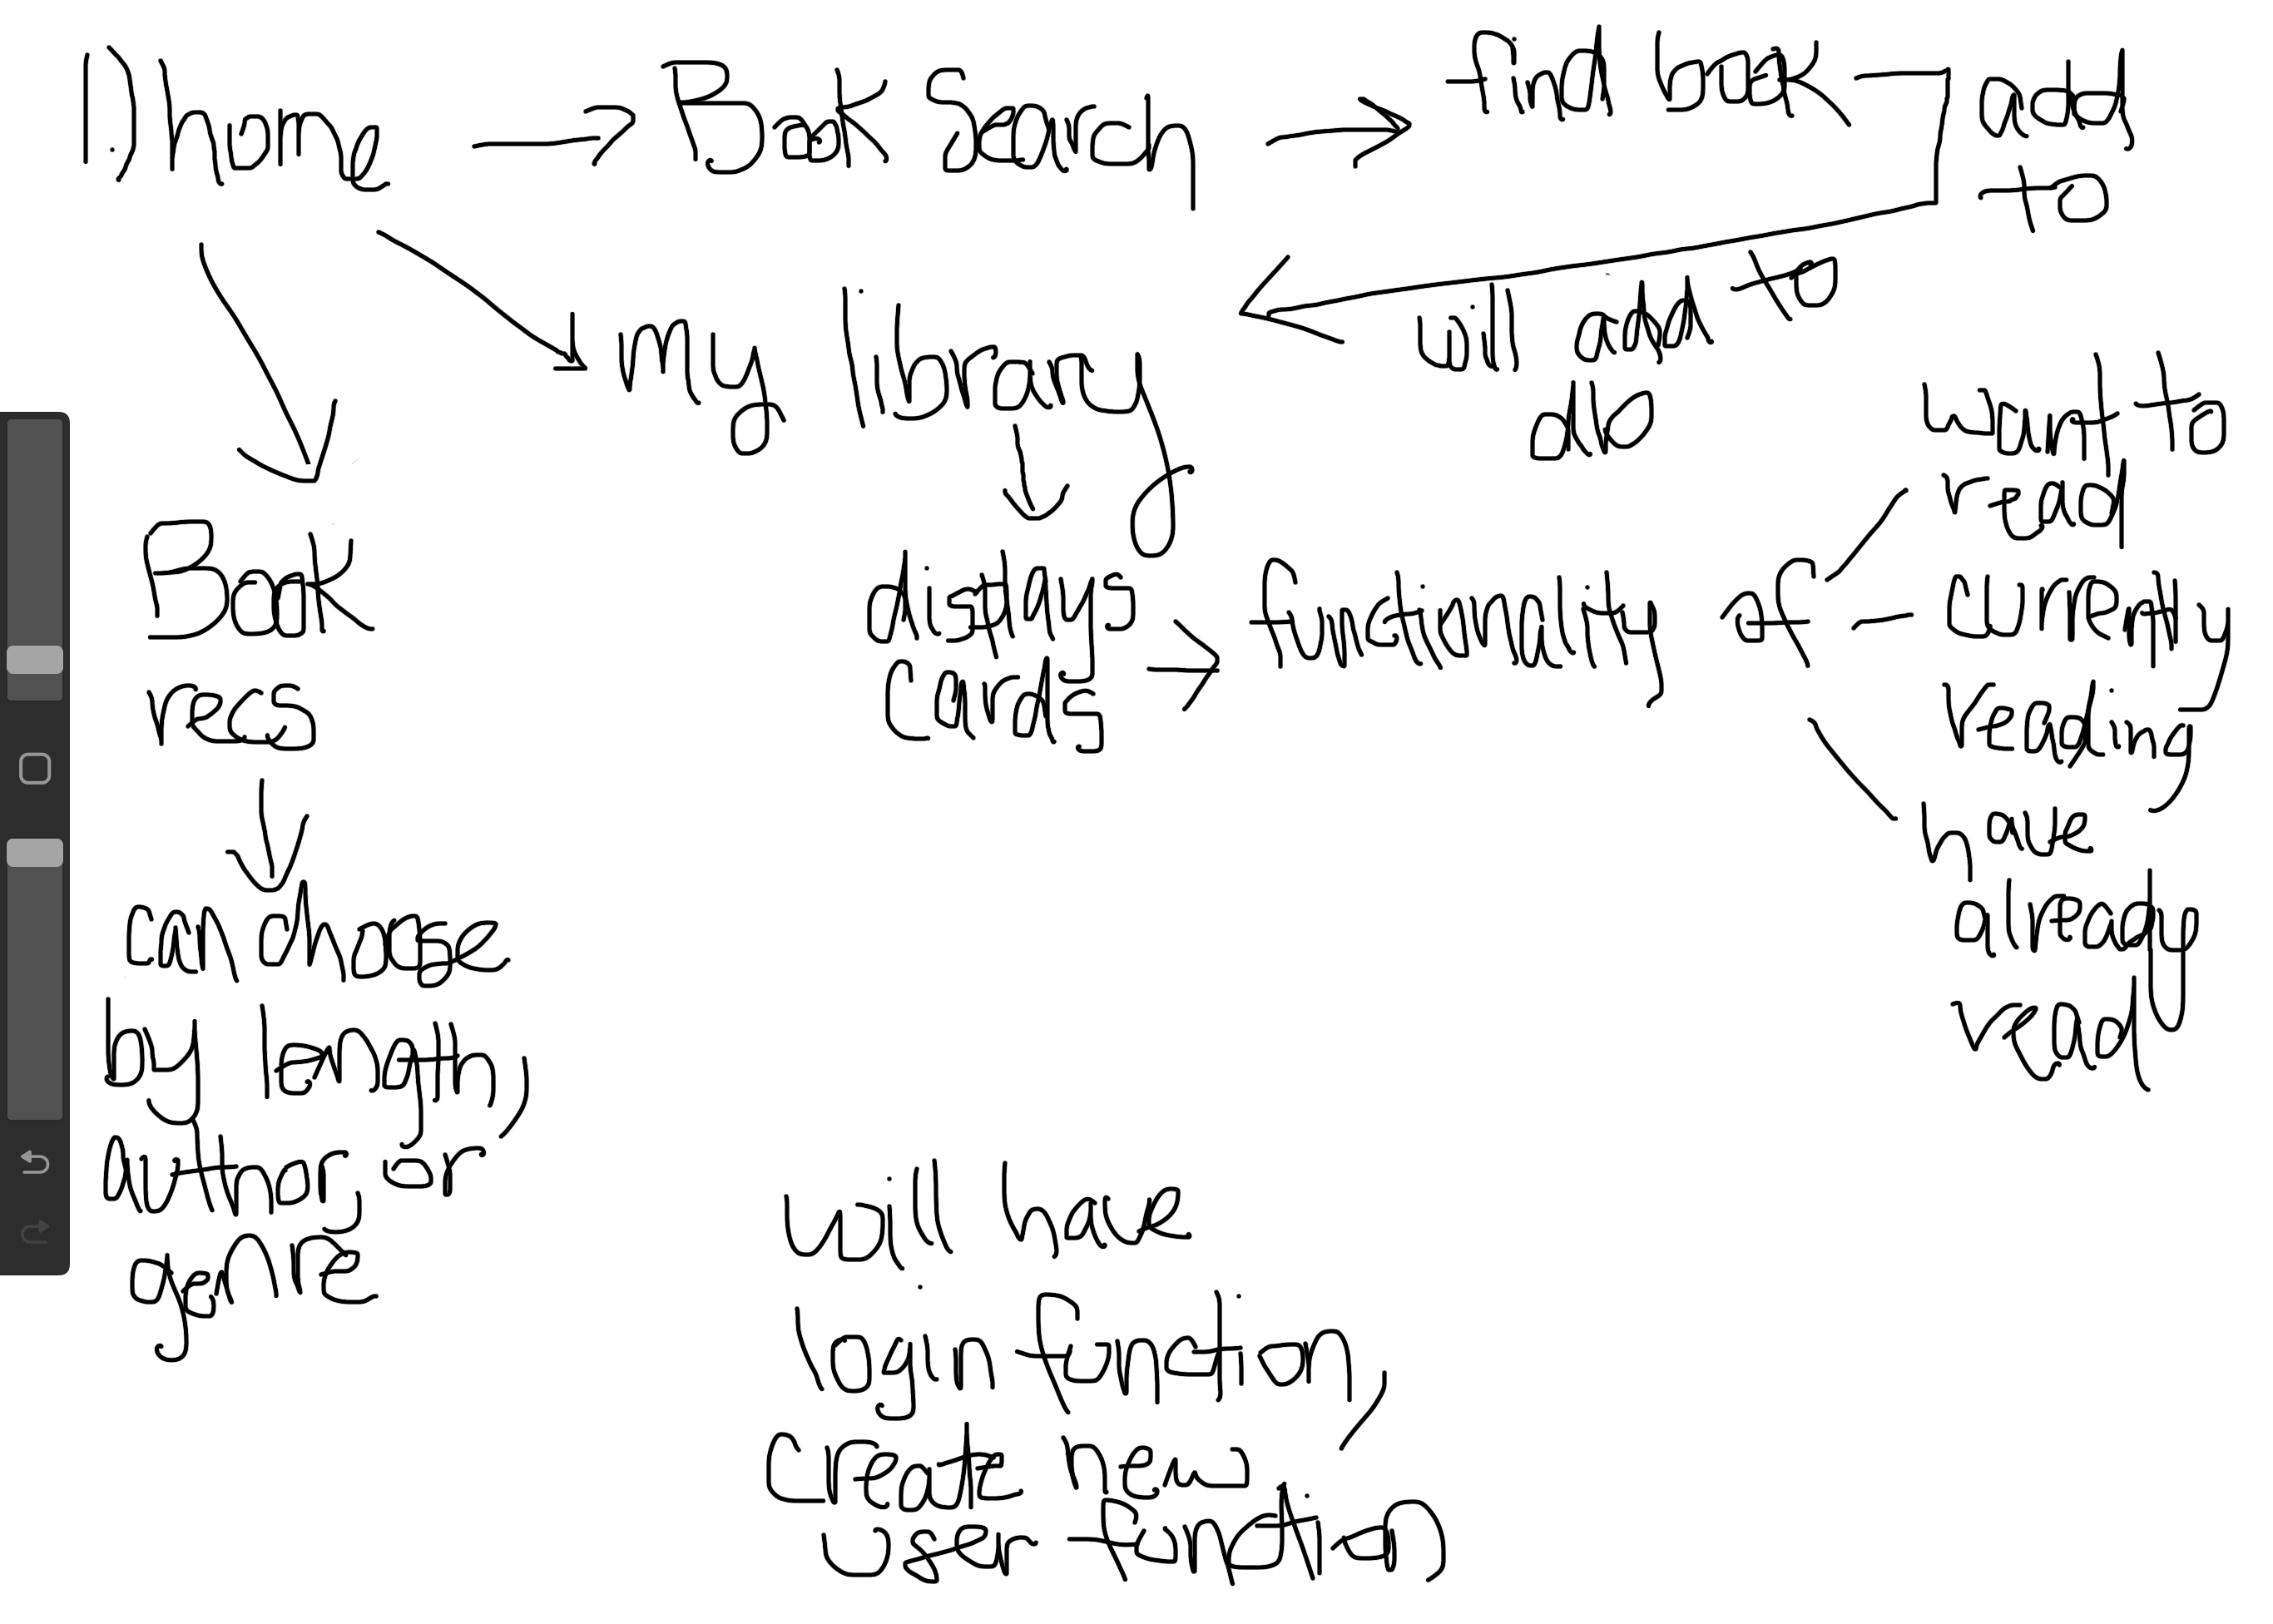 1.) home
Book Search
find book
add
to
my library
will add to
do
want to
read
displays
cards
functionality of
currently
reading,
have
already
read
Book
recs
can choose
by length,
author, or
genre
will have
login function,
create new
user function